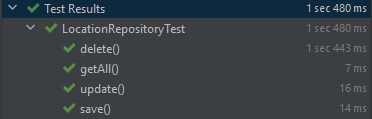 Test Results 1 sec 480 ms
LocationRepositoryTest 1 sec 480 ms
delete() 1 sec 443 ms
getAll() 7 ms
update() 16 ms
save() 14 ms